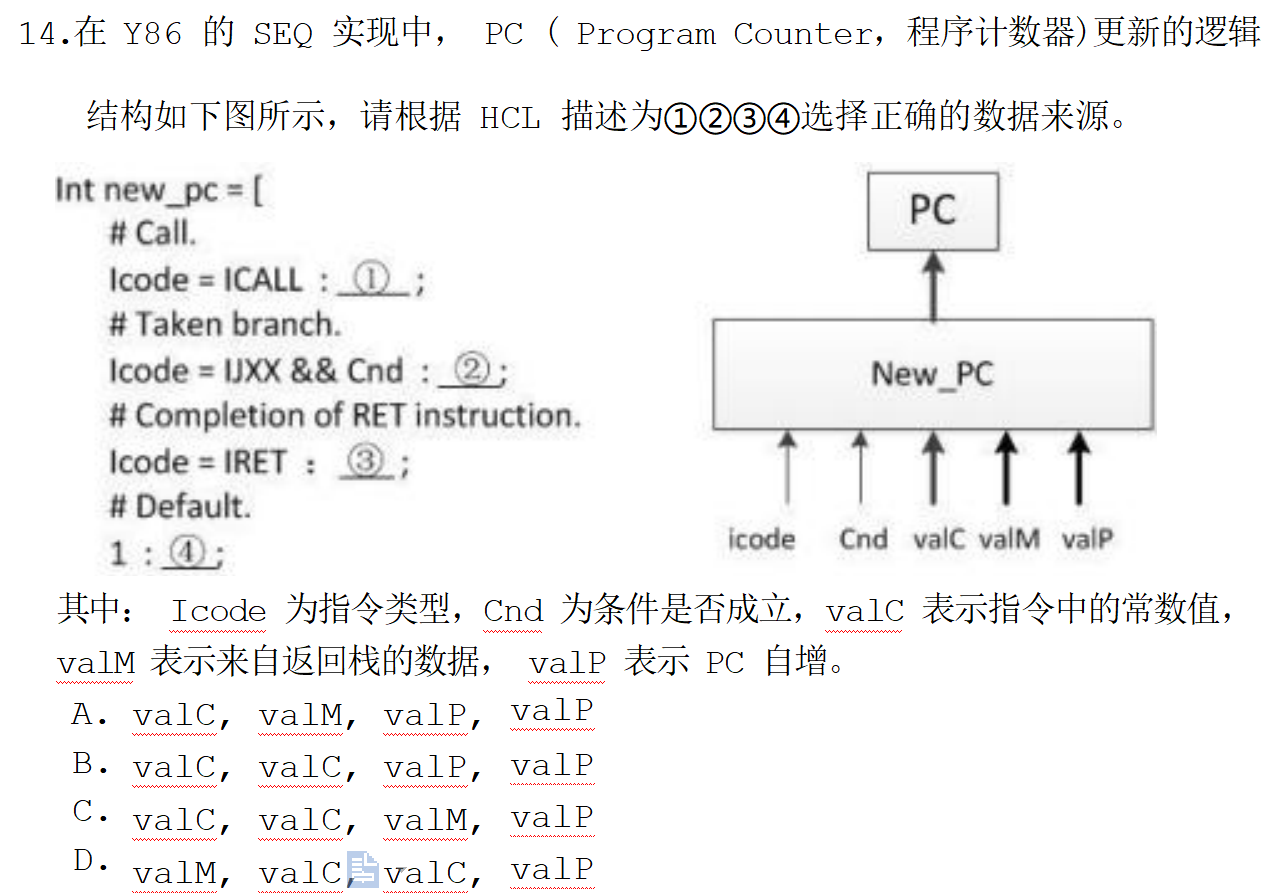 14.在 Y86 的 SEQ 实现中， PC ( Program Counter，程序计数器)更新的逻辑
结构如下图所示，请根据 HCL 描述为①②③④选择正确的数据来源。
Int new_pc = [
# Call.
Icode = ICALL : ① ;
# Taken branch.
Icode = IJXX && Cnd : ② ;
# Completion of RET instruction.
Icode = IRET : ③ ;
# Default.
1 : ④ ;
PC
New_PC
icode Cnd valC valM valP
其中： Icode 为指令类型，Cnd 为条件是否成立，valC 表示指令中的常数值，
valM 表示来自返回栈的数据， valP 表示 PC 自增。
A. valC, valM, valP, valP
B. valC, valC, valP, valP
C. valC, valC, valM, valP
D. valM, valC, valC, valP